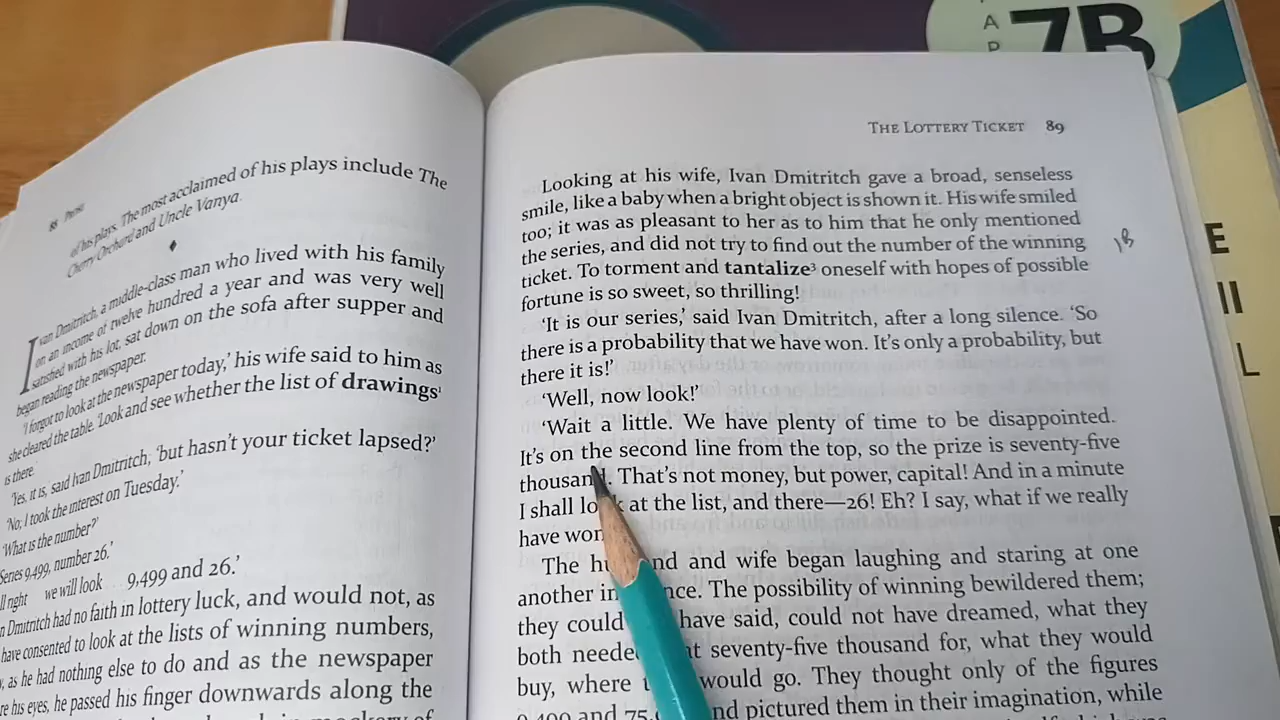 A
P
7B
E
II
L
88 Prose
of his plays. The most acclaimed of his plays include The
Cherry Orchard and Uncle Vanya.
Ivan Dmitritch, a middle-class man who lived with his family
on an income of twelve hundred a year and was very well
satisfied with his lot, sat down on the sofa after supper and
began reading the newspaper.
'I forgot to look at the newspaper today,' his wife said to him as
she cleared the table. 'Look and see whether the list of drawings¹
is there.
'Yes, it is, said Ivan Dmitritch, 'but hasn't your ticket lapsed?'
'No; I took the interest on Tuesday.'
'What is the number?'
Series 9,499, number 26.'
ll right we will look 9,499 and 26.'
n Dmitritch had no faith in lottery luck, and would not, as
have consented to look at the lists of winning numbers,
, as he had nothing else to do and as the newspaper
re his eyes, he passed his finger downwards along the
of
THE LOTTERY TICKET 89
Looking at his wife, Ivan Dmitritch gave a broad, senseless
smile, like a baby when a bright object is shown it. His wife smiled
too; it was as pleasant to her as to him that he only mentioned
the series, and did not try to find out the number of the winning
ticket. To torment and tantalize³ oneself with hopes of possible
fortune is so sweet, so thrilling!
'It is our series,' said Ivan Dmitritch, after a long silence. 'So
there is a probability that we have won. It's only a probability, but
there it is!'
'Well, now look!'
'Wait a little. We have plenty of time to be disappointed.
It's on the second line from the top, so the prize is seventy-five
thousand. That's not money, but power, capital! And in a minute
I shall look at the list, and there—26! Eh? I say, what if we really
have won
The hu nd and wife began laughing and staring at one
another in nce. The possibility of winning bewildered them;
they could have said, could not have dreamed, what they
both neede at seventy-five thousand for, what they would
buy, where would go. They thought only of the figures
9,499 and 75, nd pictured them in their imagination, while